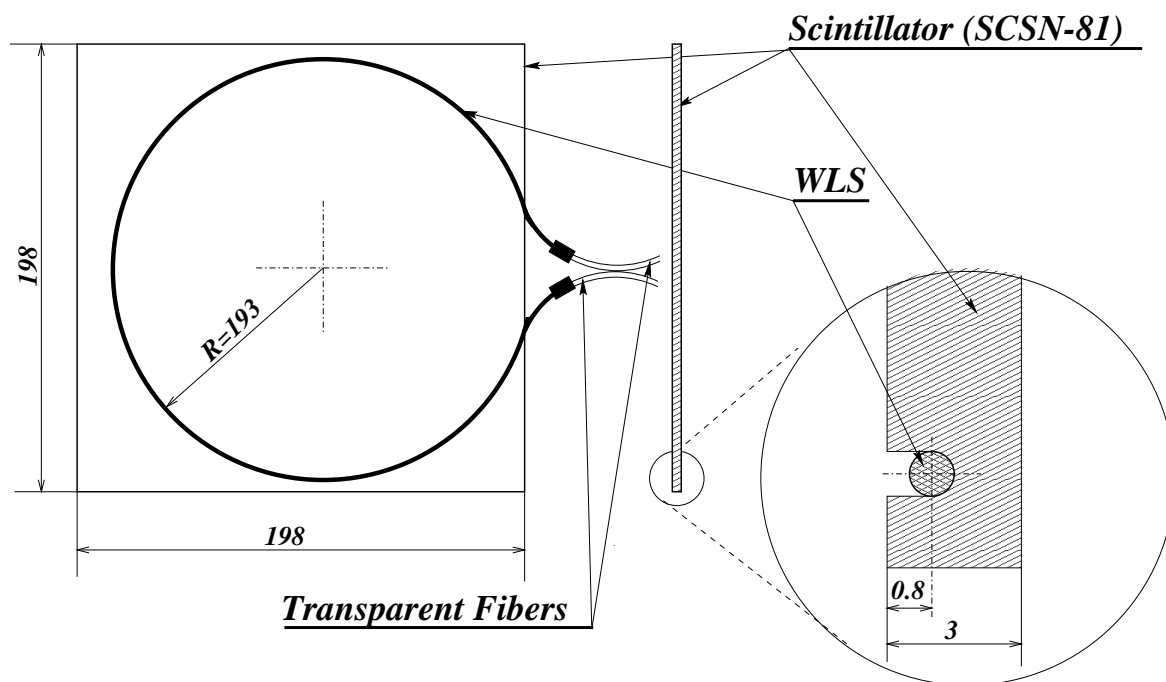 Scintillator (SCSN-81)
WLS
198
R=193
198
Transparent Fibers
0.8
3